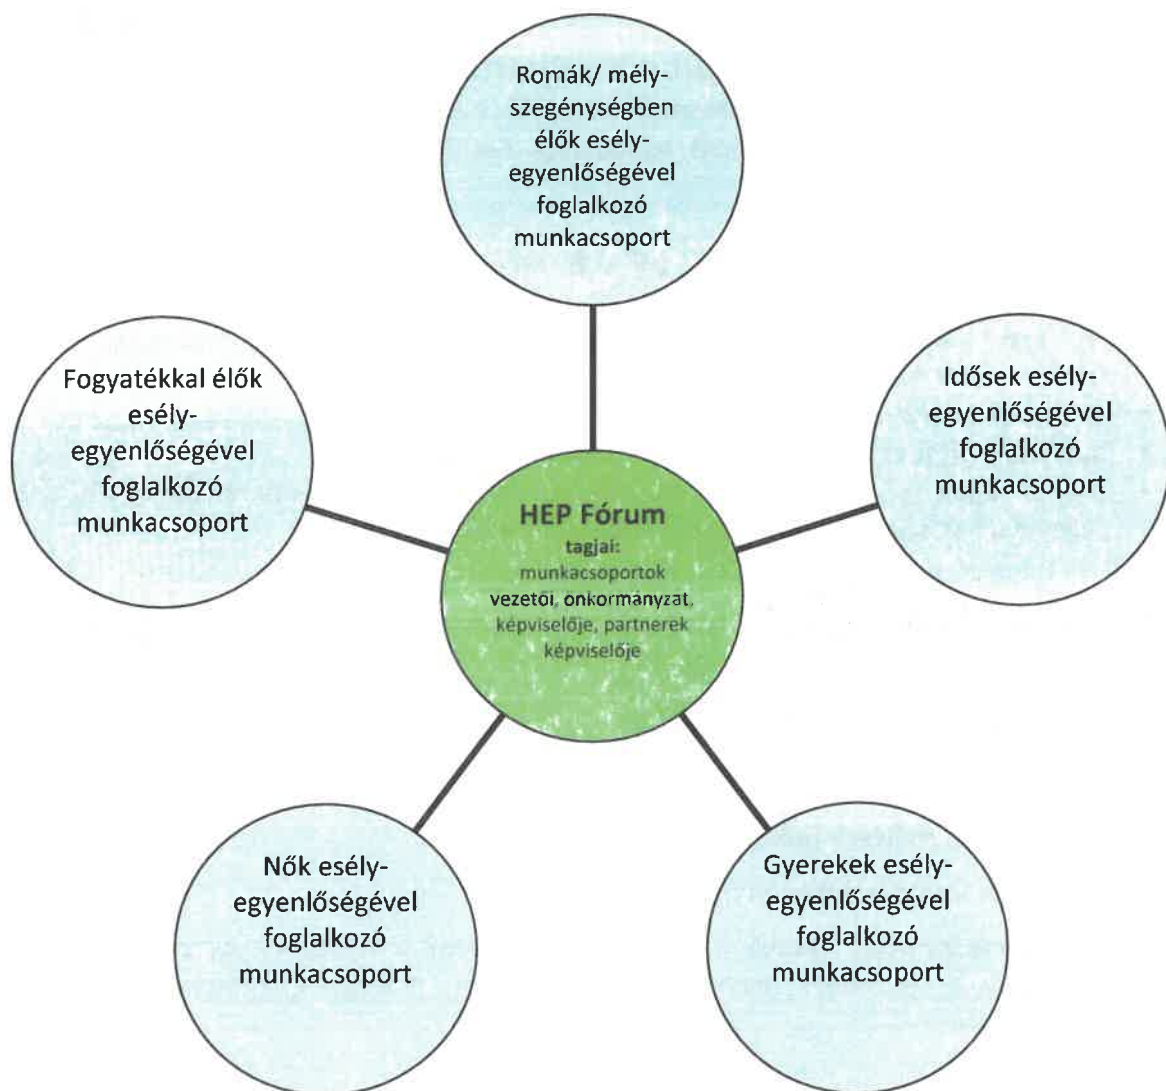 Romák/ mély-
szegénységben
élők esély-
egyenlőségével
foglalkozó
munkacsoport
Fogyatékkal élők
esély-
egyenlőségével
foglalkozó
munkacsoport
Idősek esély-
egyenlőségével
foglalkozó
munkacsoport
HEP Fórum
tagjai:
munkacsoportok
vezetői, önkormányzat,
képviselője, partnerek
képviselője
Nők esély-
egyenlőségével
foglalkozó
munkacsoport
Gyerekek esély-
egyenlőségével
foglalkozó
munkacsoport